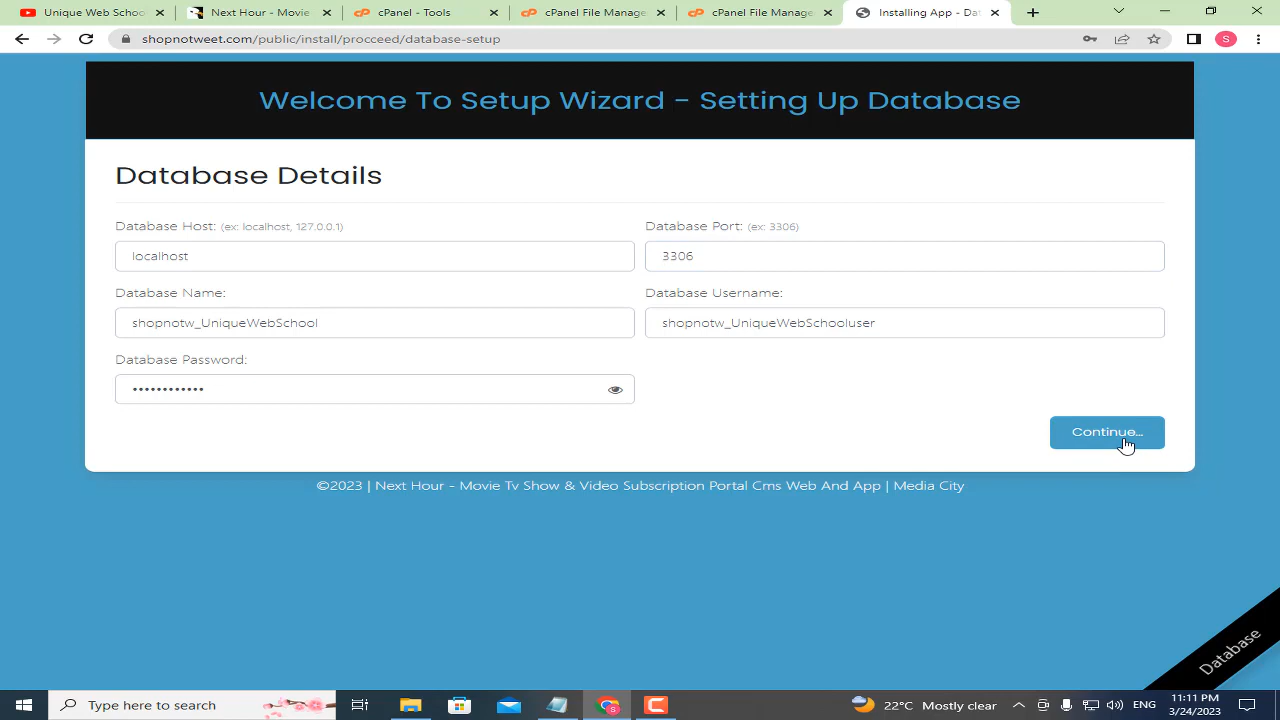 Unique Web Schoo
Next Hour - Movie
cPanel - Tools
cPanel File Manage
cPanel File Manage
Installing App - Dat
shopnotweet.com/public/install/procceed/database-setup
S
Welcome To Setup Wizard - Setting Up Database
Database Details
Database Host: (ex: localhost, 127.0.0.1)
Database Port: (ex: 3306)
localhost
3306
Database Name:
Database Username:
shopnotw_UniqueWebSchool
shopnotw_UniqueWebSchooluser
Database Password:
••••••••••••
Continue...
©2023 | Next Hour - Movie Tv Show & Video Subscription Portal Cms Web And App | Media City
Database
Type here to search
22°C Mostly clear
ENG
11:11 PM
3/24/2023